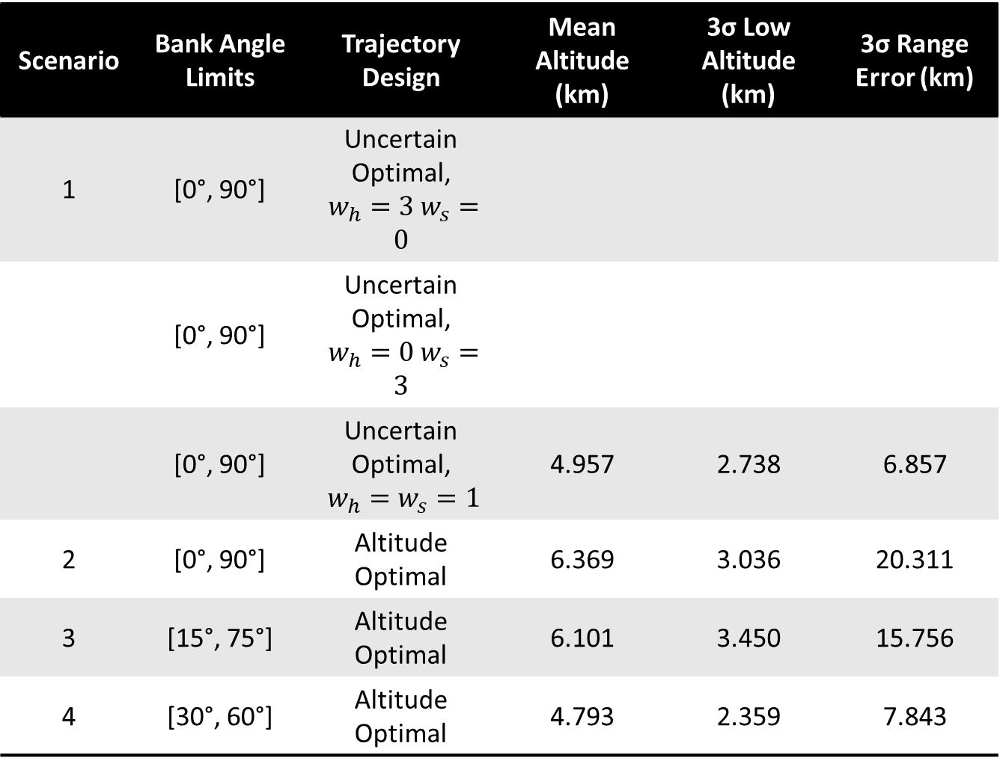 Scenario
Bank Angle
Limits
Trajectory
Design
Mean
Altitude
(km)
3σ Low
Altitude
(km)
3σ Range
Error (km)
1
[0°, 90°]
Uncertain
Optimal,
w_h = 3 w_s =
0
[0°, 90°]
Uncertain
Optimal,
w_h = 0 w_s =
3
[0°, 90°]
Uncertain
Optimal,
w_h = w_s = 1
4.957
2.738
6.857
2
[0°, 90°]
Altitude
Optimal
6.369
3.036
20.311
3
[15°, 75°]
Altitude
Optimal
6.101
3.450
15.756
4
[30°, 60°]
Altitude
Optimal
4.793
2.359
7.843